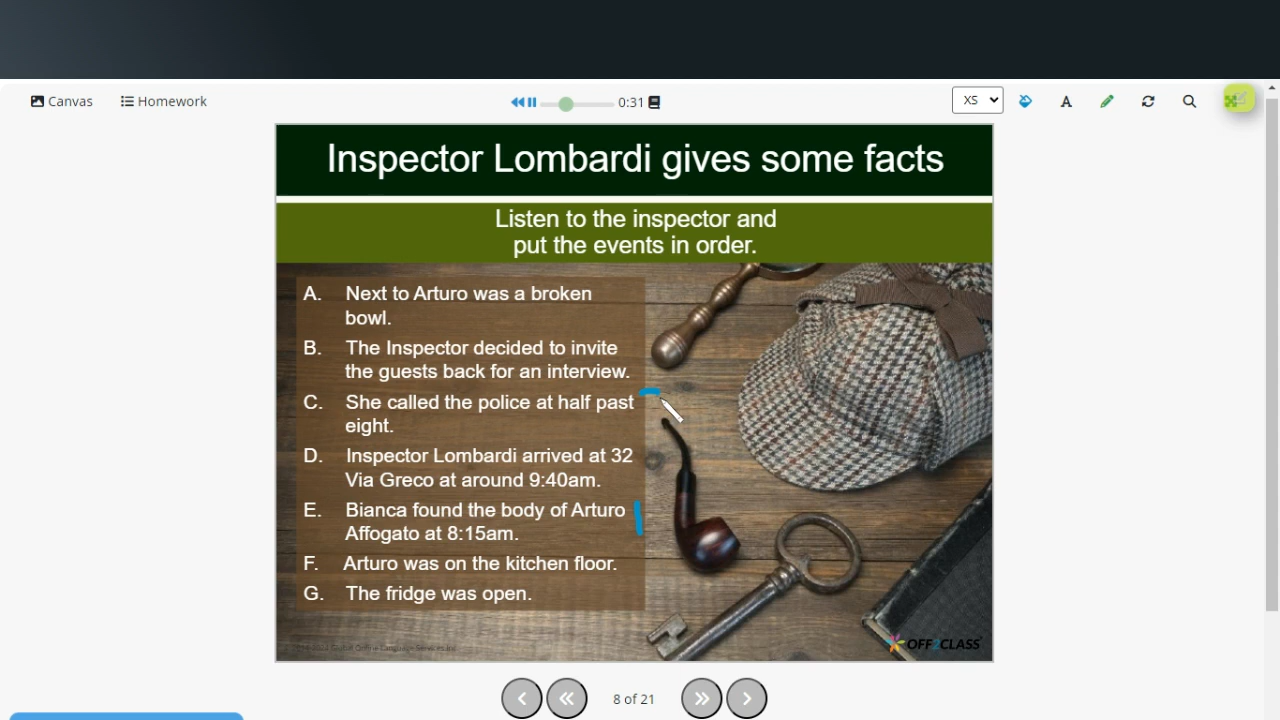 Canvas
Homework
0:31
XS
A
Inspector Lombardi gives some facts
Listen to the inspector and
put the events in order.
A. Next to Arturo was a broken
bowl.
B. The Inspector decided to invite
the guests back for an interview.
C. She called the police at half past
eight.
D. Inspector Lombardi arrived at 32
Via Greco at around 9:40am.
E. Bianca found the body of Arturo
Affogato at 8:15am.
F. Arturo was on the kitchen floor.
G. The fridge was open.
OFF2CLASS
8 of 21